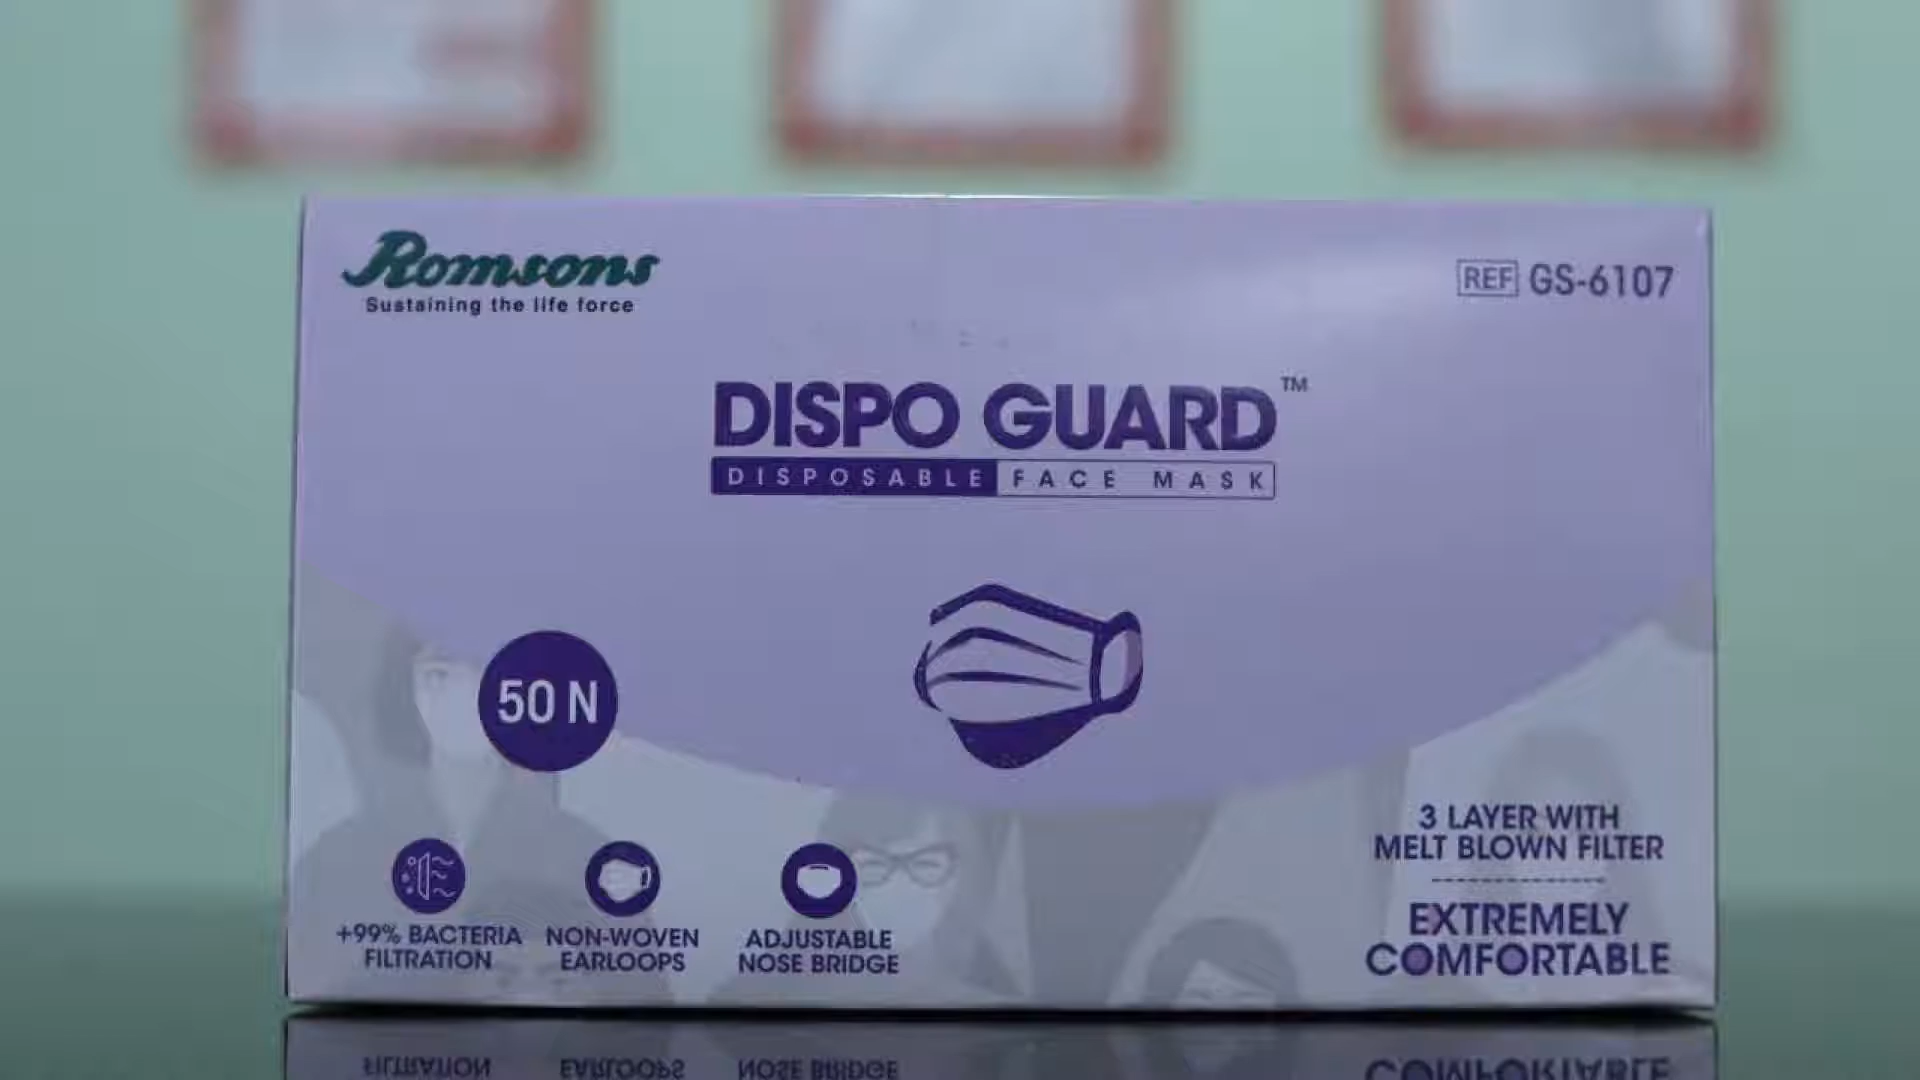 Romsons
Sustaining the life force
REF GS-6107
DISPO GUARD™
DISPOSABLE FACE MASK
50 N
3 LAYER WITH
MELT BLOWN FILTER
EXTREMELY
COMFORTABLE
+99% BACTERIA
FILTRATION
NON-WOVEN
EARLOOPS
ADJUSTABLE
NOSE BRIDGE